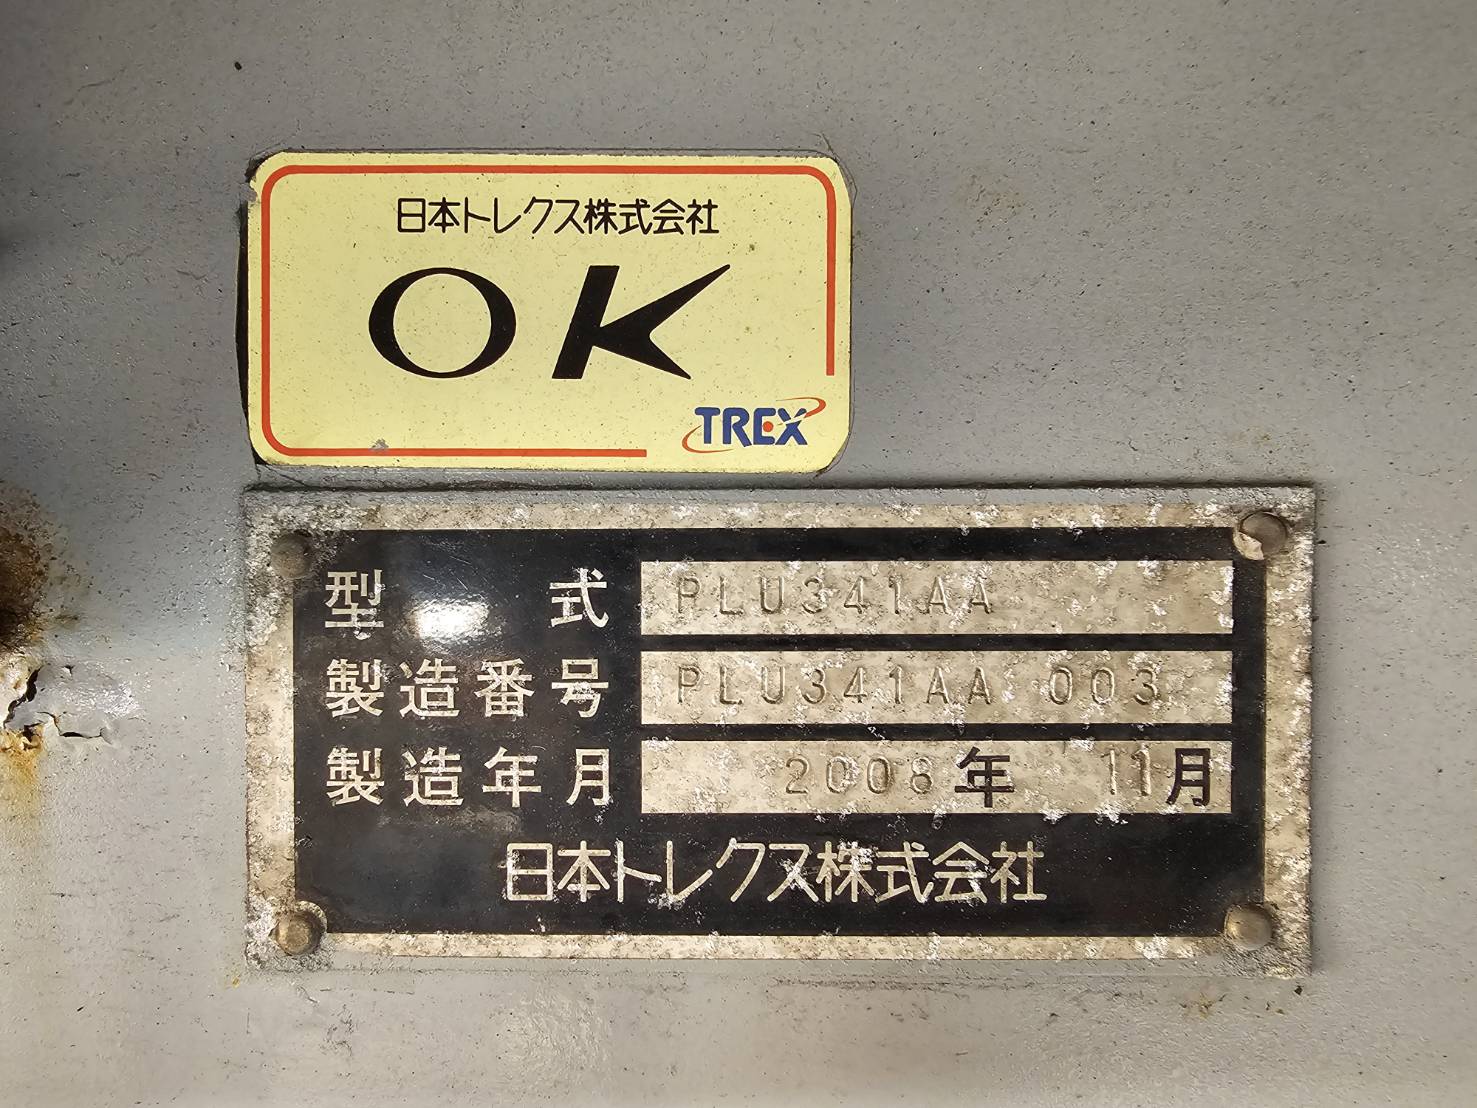 日本トレクス株式会社
OK
TREX
型式 PLU341AA
製造番号 PLU341AA 003
製造年月 2008年 11月
日本トレクス株式会社